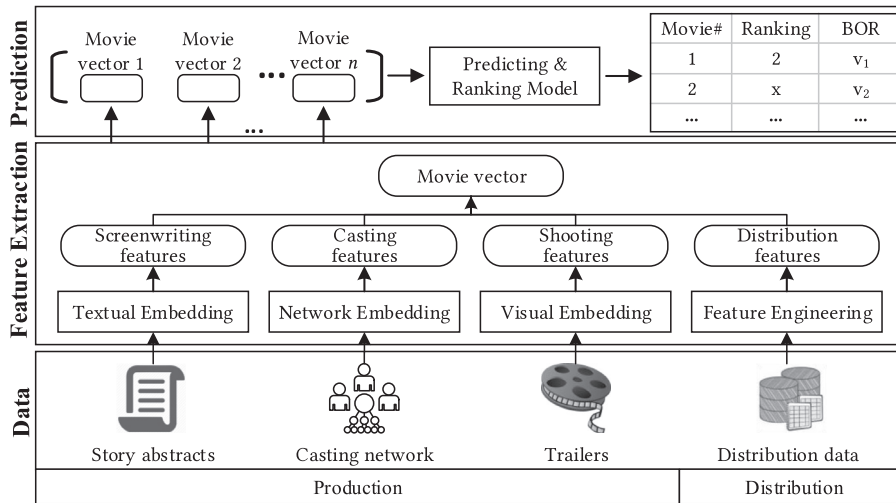 Prediction
Movie vector 1
Movie vector 2
...
Movie vector n
...
Predicting & Ranking Model
Movie# Ranking BOR
1 2 v₁
2 x v₂
... ... ...
Feature Extraction
Movie vector
Screenwriting features
Casting features
Shooting features
Distribution features
Textual Embedding
Network Embedding
Visual Embedding
Feature Engineering
Data
Story abstracts
Casting network
Trailers
Distribution data
Production
Distribution